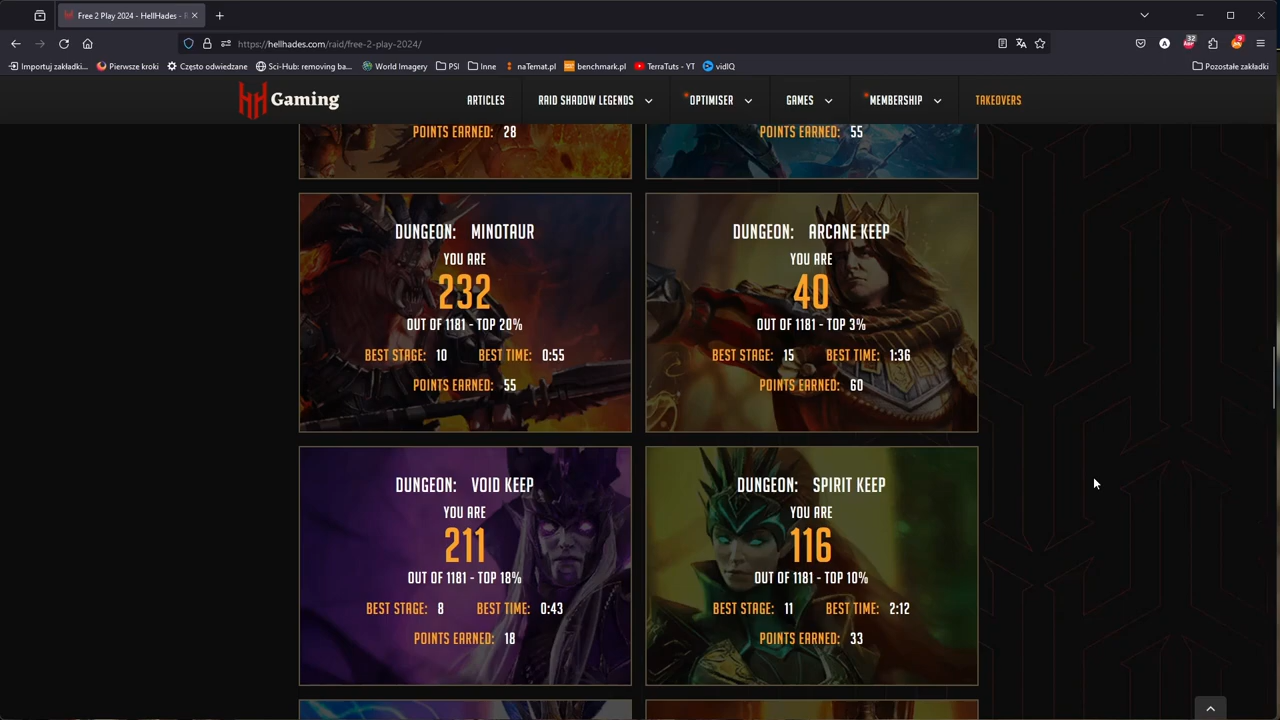 Free 2 Play 2024 - HellHades - 
https://hellhades.com/raid/free-2-play-2024/
32
9
Importuj zakładki...
Pierwsze kroki
Często odwiedzane
Sci-Hub: removing ba...
World Imagery
PSI
Inne
naTemat.pl
benchmark.pl
TerraTuts - YT
vidIQ
Pozostałe zakładki
Gaming
ARTICLES
RAID SHADOW LEGENDS
OPTIMISER
GAMES
MEMBERSHIP
TAKEOVERS
POINTS EARNED: 28
POINTS EARNED: 55
DUNGEON: MINOTAUR
YOU ARE
232
OUT OF 1181 - TOP 20%
BEST STAGE: 10 BEST TIME: 0:55
POINTS EARNED: 55
DUNGEON: ARCANE KEEP
YOU ARE
40
OUT OF 1181 - TOP 3%
BEST STAGE: 15 BEST TIME: 1:36
POINTS EARNED: 60
DUNGEON: VOID KEEP
YOU ARE
211
OUT OF 1181 - TOP 18%
BEST STAGE: 8 BEST TIME: 0:43
POINTS EARNED: 18
DUNGEON: SPIRIT KEEP
YOU ARE
116
OUT OF 1181 - TOP 10%
BEST STAGE: 11 BEST TIME: 2:12
POINTS EARNED: 33